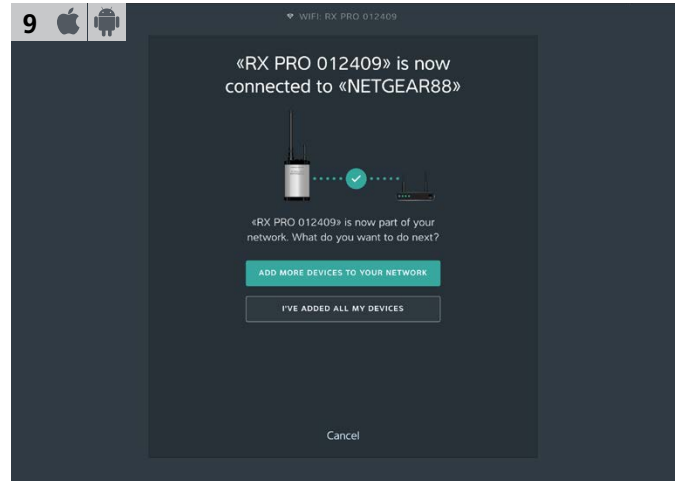 9
WIFI: RX PRO 012409
«RX PRO 012409» is now
connected to «NETGEAR88»
«RX PRO 012409» is now part of your
network. What do you want to do next?
ADD MORE DEVICES TO YOUR NETWORK
I'VE ADDED ALL MY DEVICES
Cancel